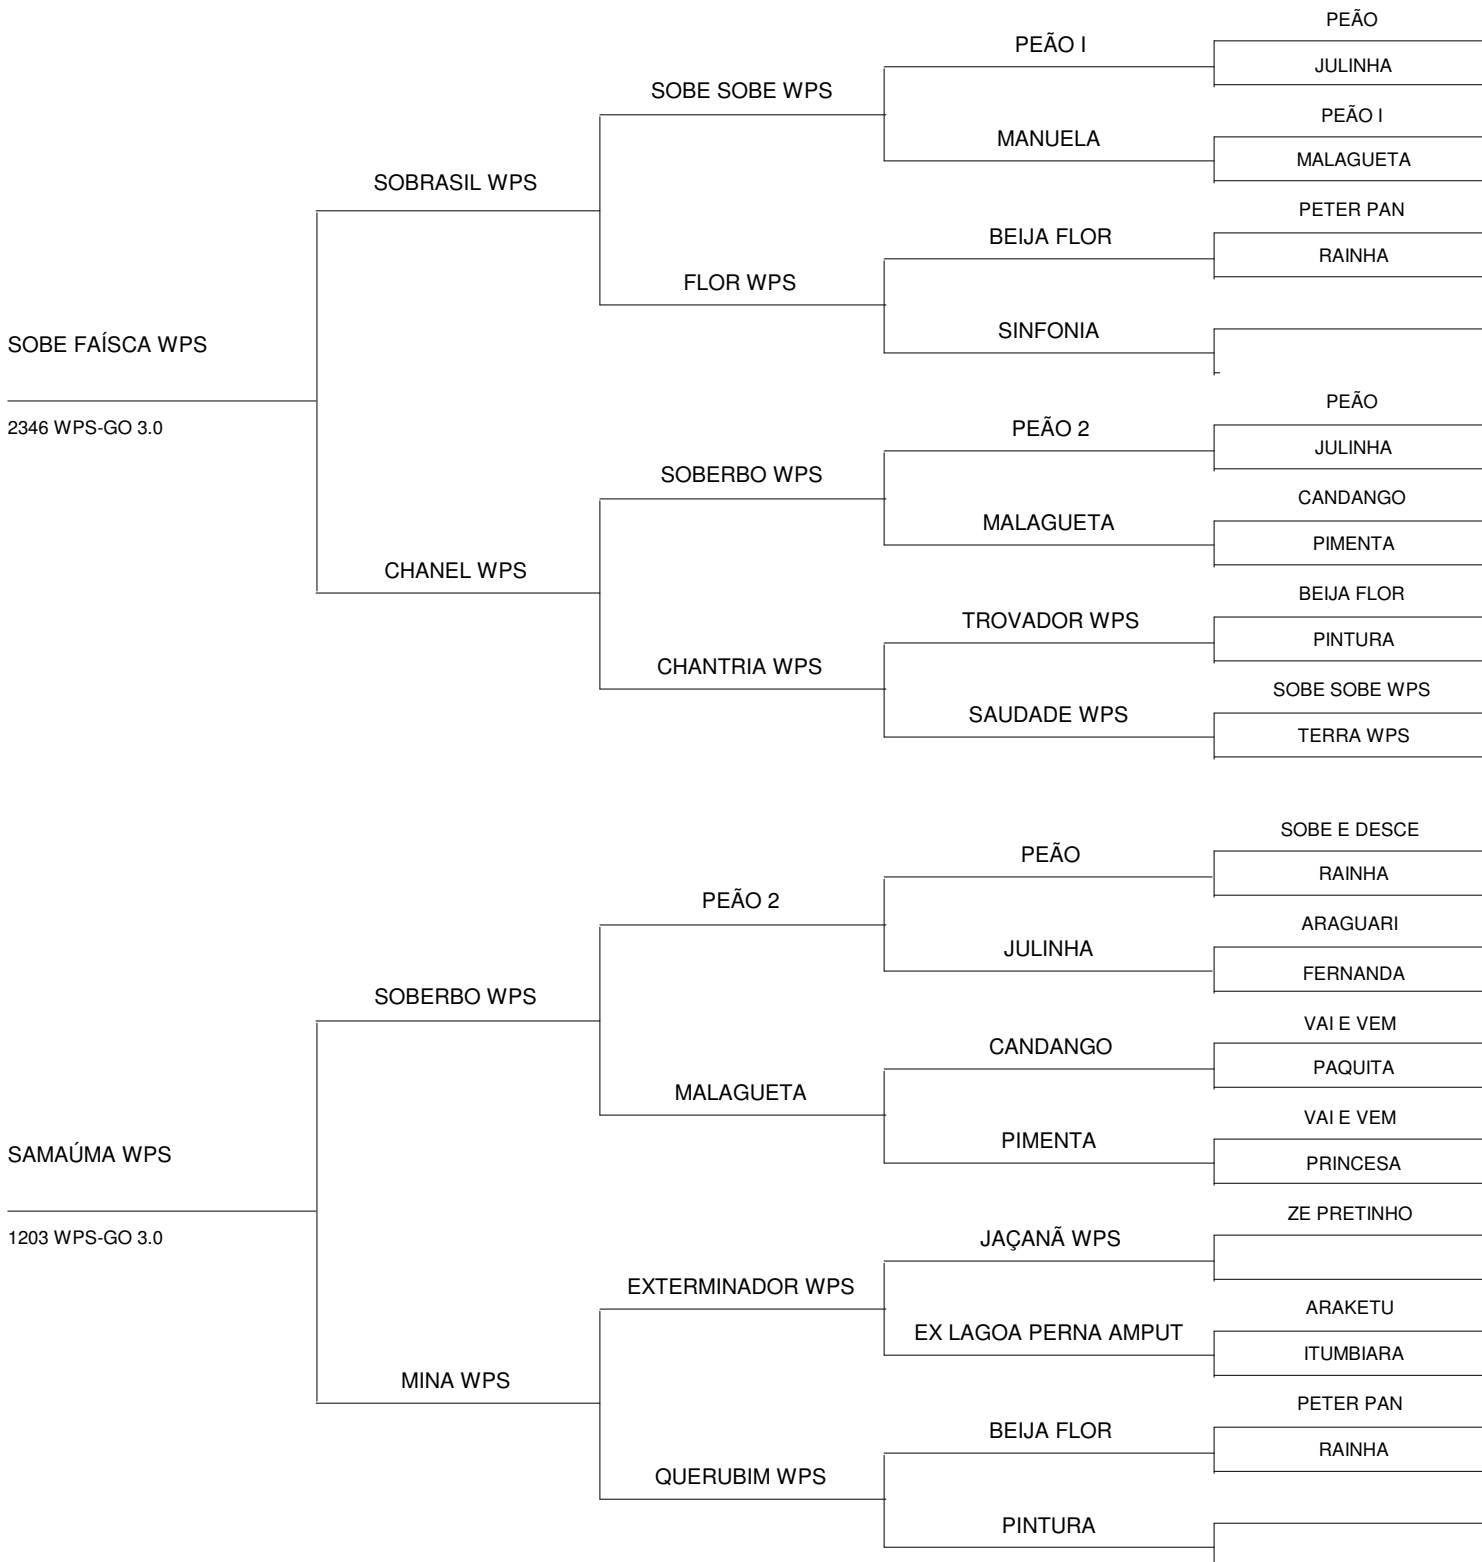 PEÃO
PEÃO I
JULINHA
SOBE SOBE WPS
PEÃO I
MANUELA
MALAGUETA
SOBRASIL WPS
PETER PAN
BEIJA FLOR
RAINHA
FLOR WPS
SINFONIA
SOBE FAÍSCA WPS
PEÃO
2346 WPS-GO 3.0
PEÃO 2
JULINHA
SOBERBO WPS
CANDANGO
MALAGUETA
PIMENTA
CHANEL WPS
BEIJA FLOR
TROVADOR WPS
PINTURA
CHANTRIA WPS
SOBE SOBE WPS
SAUDADE WPS
TERRA WPS
SOBE E DESCE
PEÃO
RAINHA
PEÃO 2
ARAGUARI
JULINHA
FERNANDA
SOBERBO WPS
VAI E VEM
CANDANGO
PAQUITA
MALAGUETA
VAI E VEM
PIMENTA
SAMAÚMA WPS
PRINCESA
ZE PRETINHO
1203 WPS-GO 3.0
JAÇANÃ WPS
EXTERMINADOR WPS
ARAKETU
EX LAGOA PERNA AMPUT
ITUMBIARA
MINA WPS
PETER PAN
BEIJA FLOR
RAINHA
QUERUBIM WPS
PINTURA